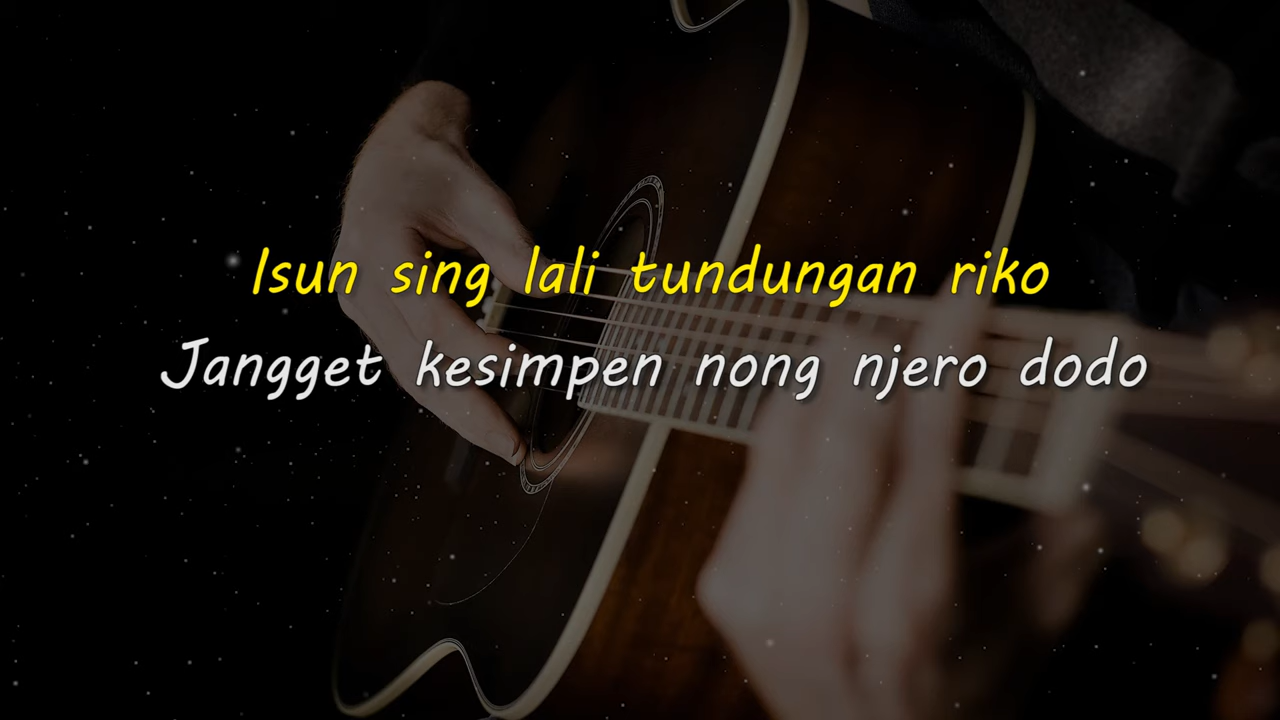 Isun sing lali tundungan riko
Jangget kesimpen nong njero dodo